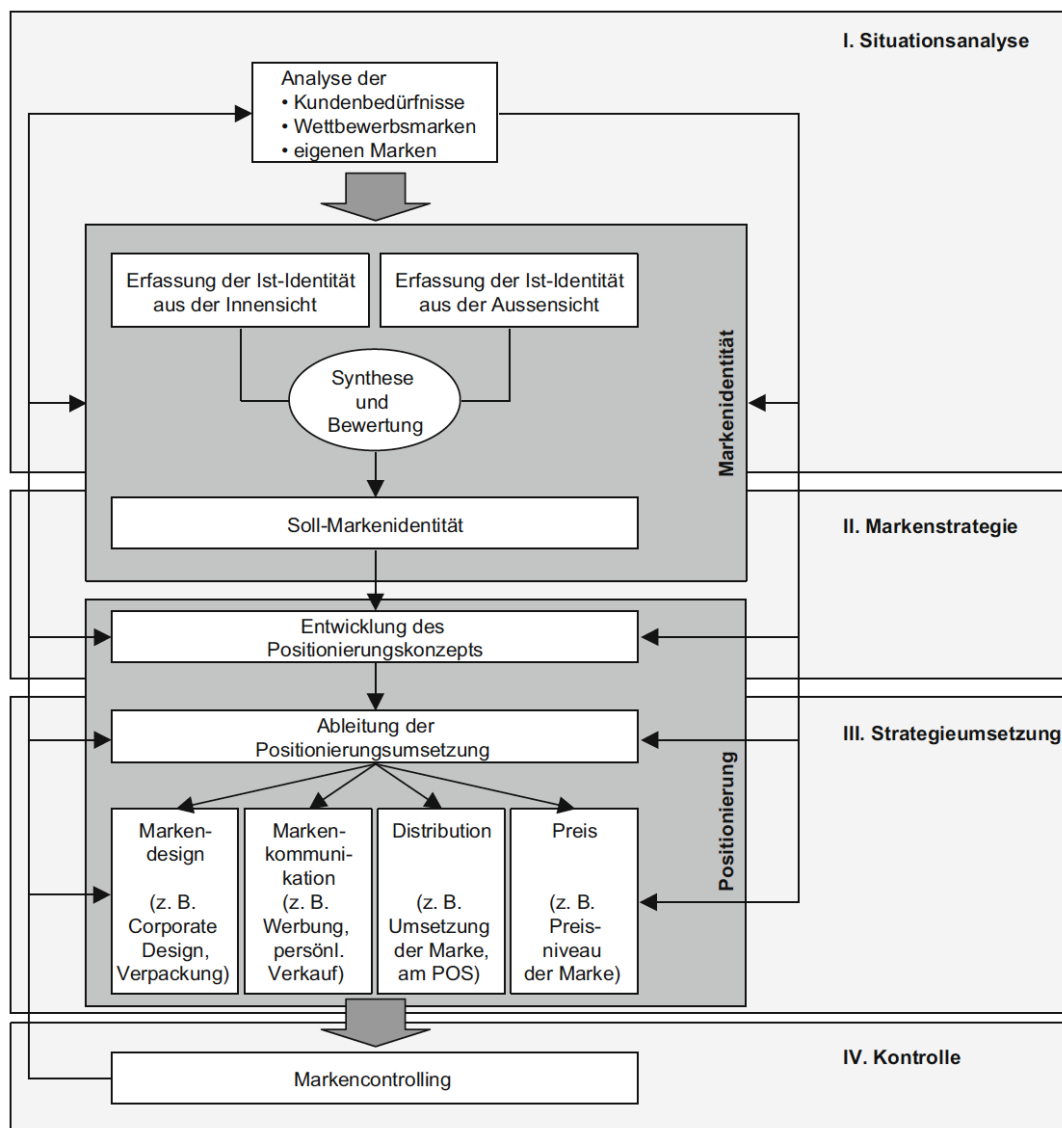 I. Situationsanalyse
Analyse der
• Kundenbedürfnisse
• Wettbewerbsmarken
• eigenen Marken
Erfassung der Ist-Identität
aus der Innensicht
Erfassung der Ist-Identität
aus der Aussensicht
Synthese
und
Bewertung
Markenidentität
II. Markenstrategie
Soll-Markenidentität
Entwicklung des
Positionierungskonzepts
III. Strategieumsetzung
Ableitung der
Positionierungsumsetzung
Positionierung
Marken-
design
(z. B.
Corporate
Design,
Verpackung)
Marken-
kommuni-
kation
(z. B.
Werbung,
persönl.
Verkauf)
Distribution
(z. B.
Umsetzung
der Marke,
am POS)
Preis
(z. B.
Preis-
niveau
der Marke)
IV. Kontrolle
Markencontrolling